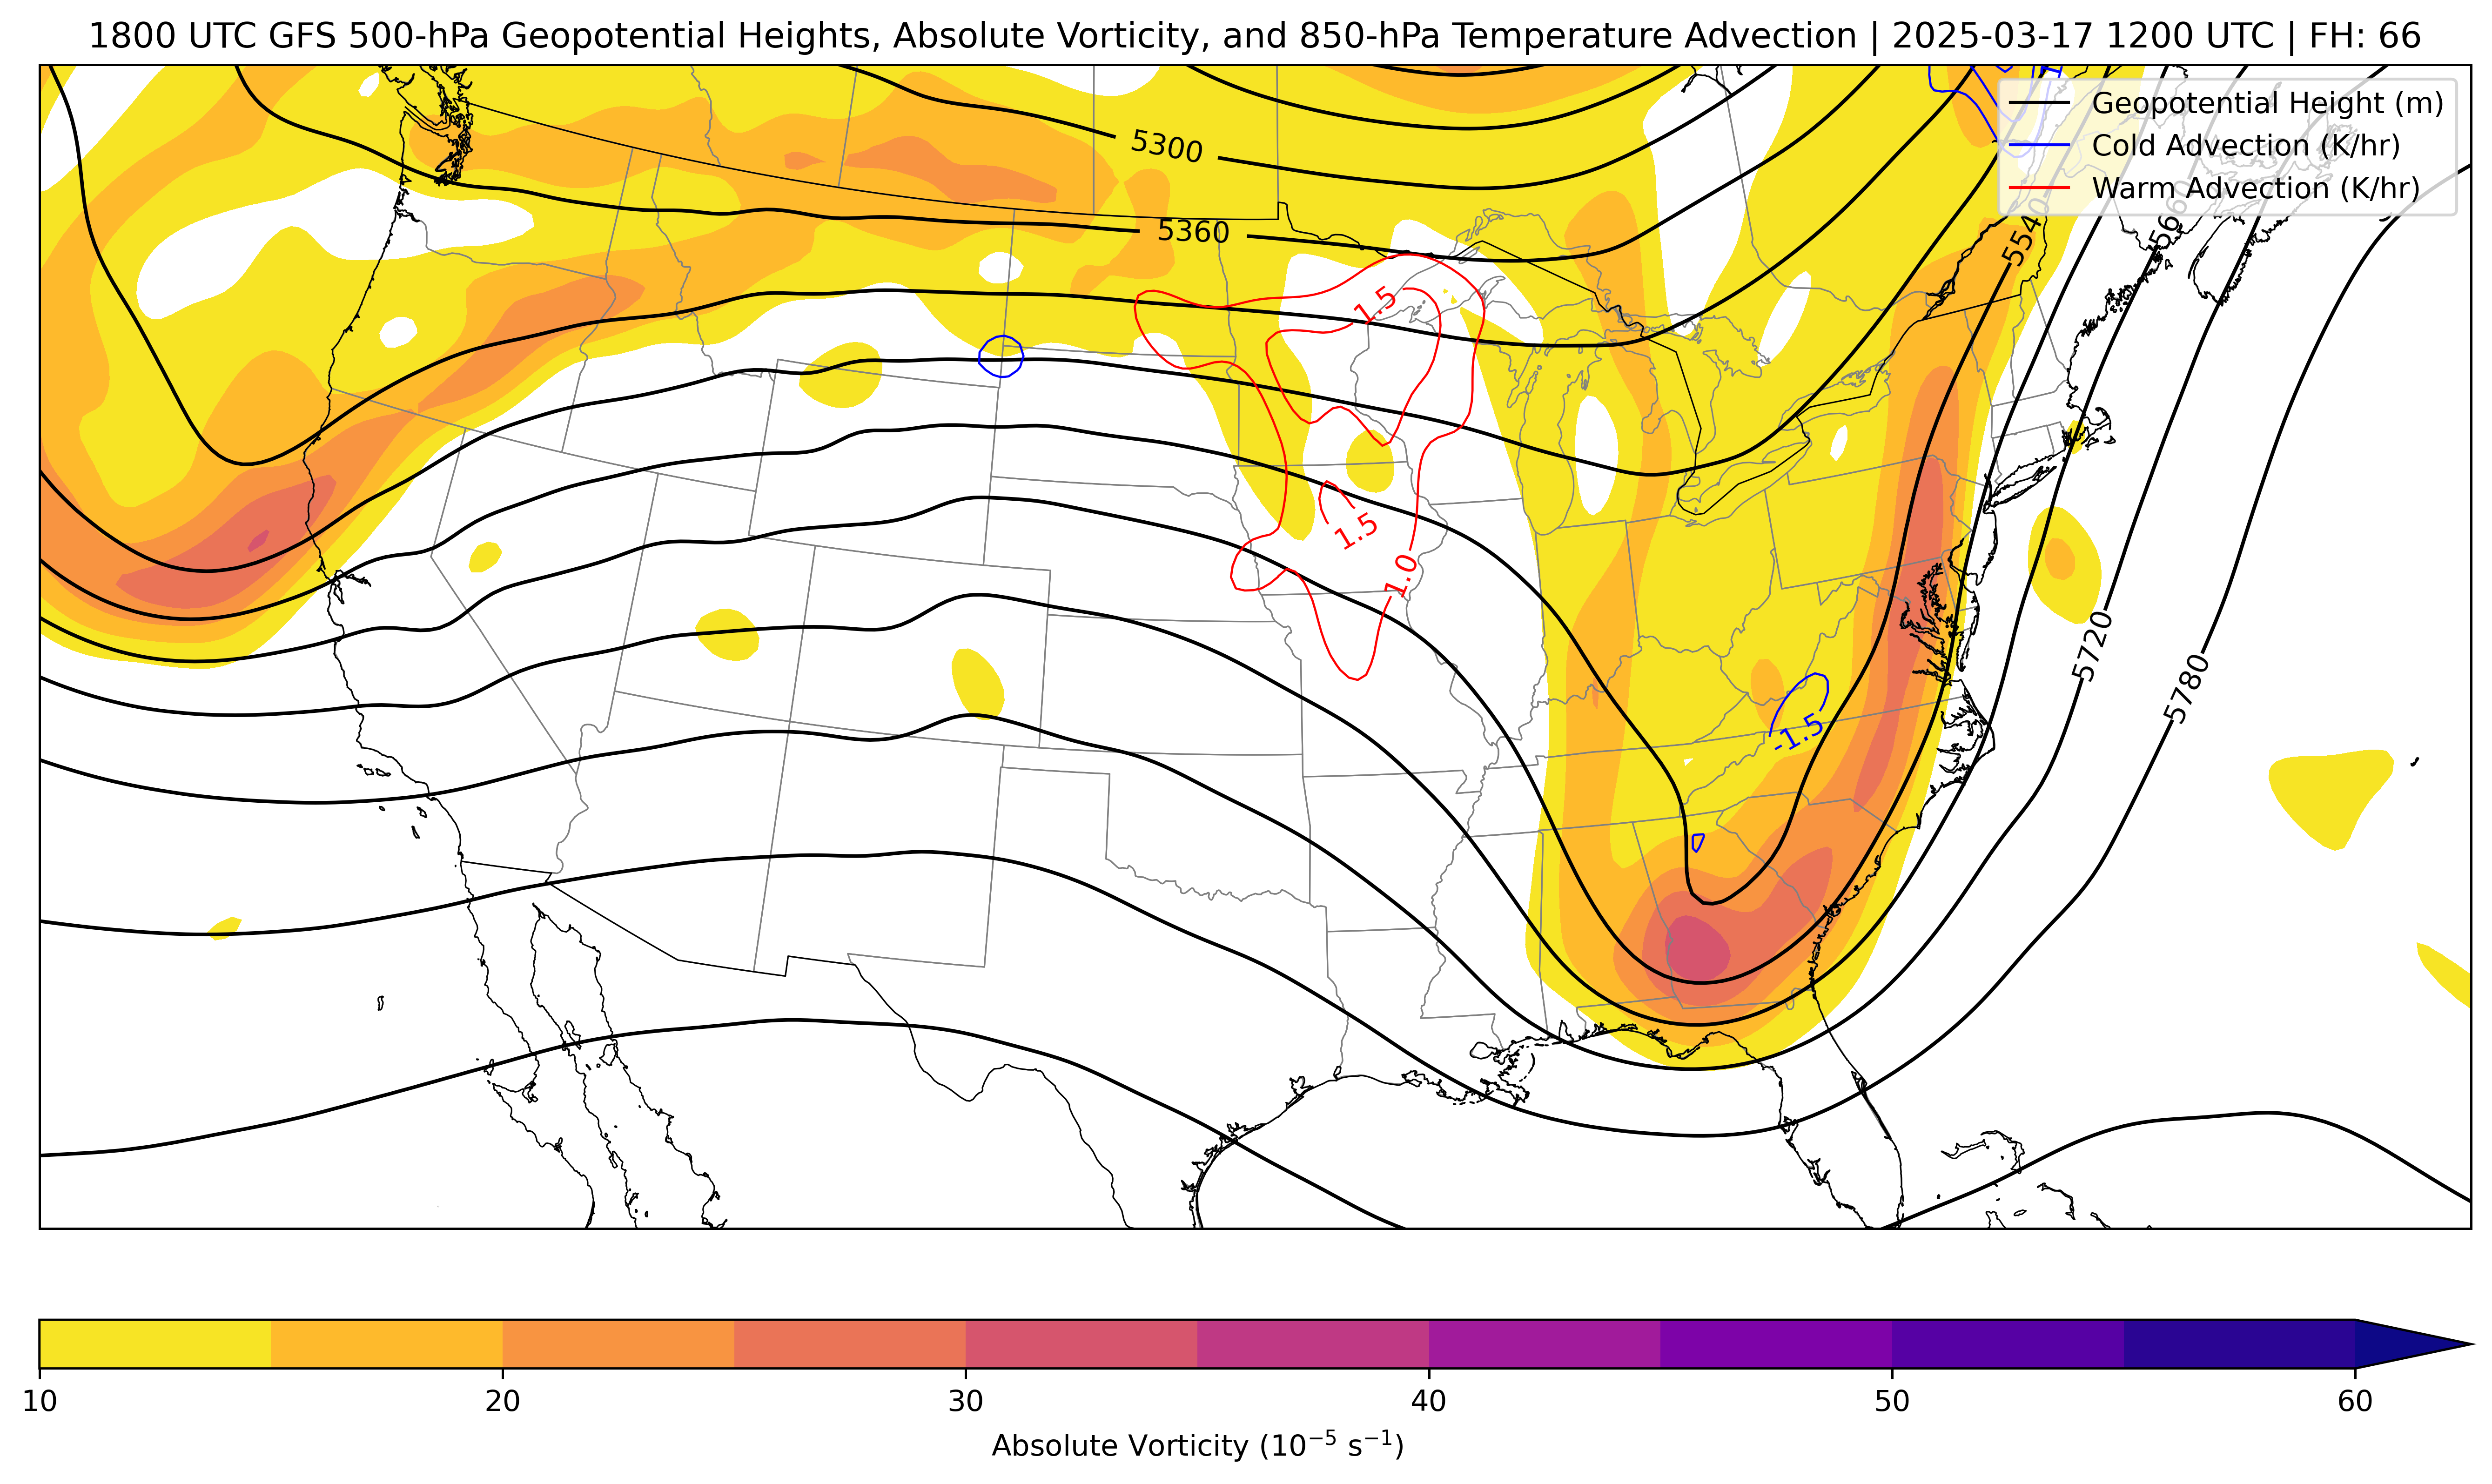 1800 UTC GFS 500-hPa Geopotential Heights, Absolute Vorticity, and 850-hPa Temperature Advection | 2025-03-17 1200 UTC | FH: 66
Geopotential Height (m)
Cold Advection (K/hr)
Warm Advection (K/hr)
5300
5360
5540
5660
1.5
1.5
1.0
5720
5780
-1.5
10 20 30 40 50 60
Absolute Vorticity (10⁻⁵ s⁻¹)